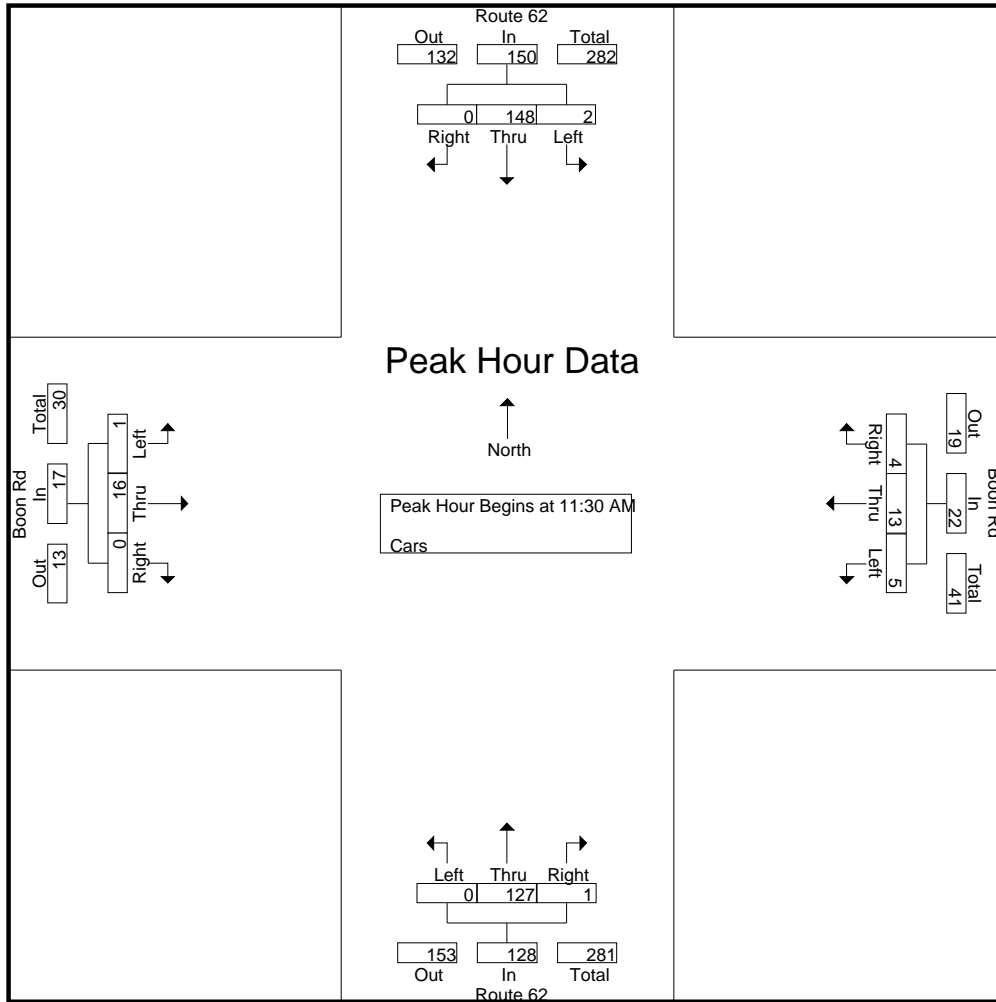 Route 62
Out In Total
132 150 282
0 148 2
Right Thru Left
Peak Hour Data
North
Peak Hour Begins at 11:30 AM
Cars
Boon Rd
Out In Total
13 17 30
0 16 1
Right Thru Left
Boon Rd
Out In Total
19 22 41
4 13 5
Right Thru Left
Left Thru Right
0 127 1
153 128 281
Out In Total
Route 62